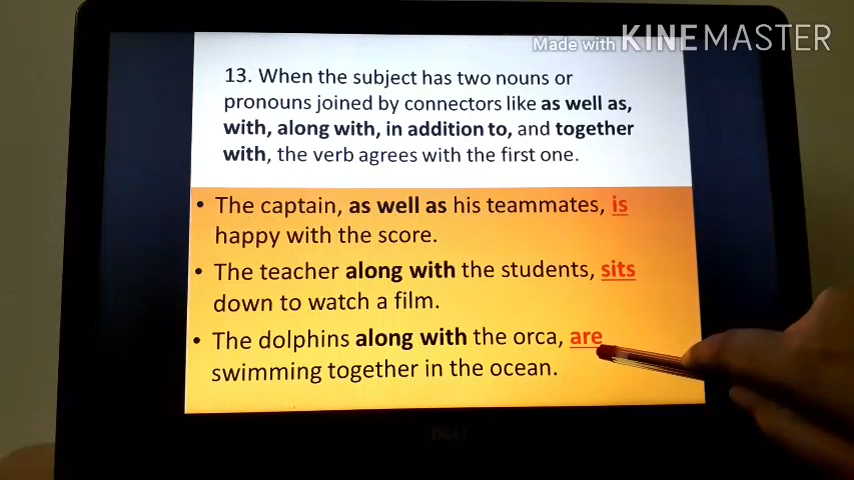 Made with KINEMASTER
13. When the subject has two nouns or
pronouns joined by connectors like as well as,
with, along with, in addition to, and together
with, the verb agrees with the first one.
• The captain, as well as his teammates, is
happy with the score.
• The teacher along with the students, sits
down to watch a film.
• The dolphins along with the orca, are
swimming together in the ocean.